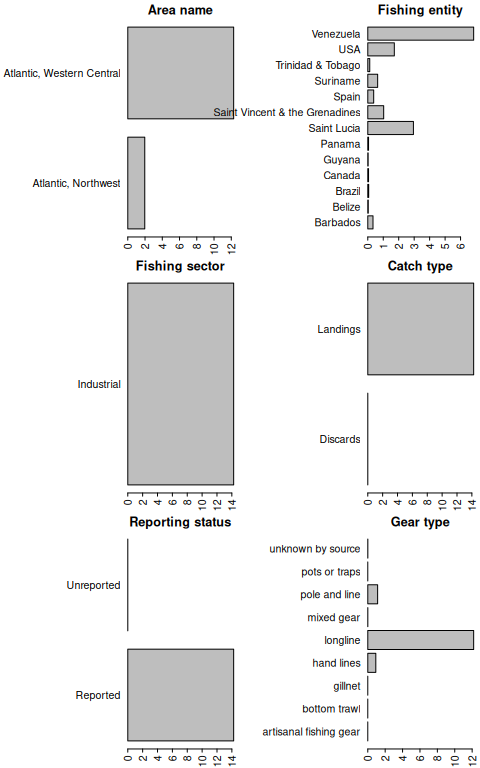 Area name
Atlantic, Western Central
Atlantic, Northwest
0 2 4 6 8 10 12
Fishing entity
Venezuela
USA
Trinidad & Tobago
Suriname
Spain
Saint Vincent & the Grenadines
Saint Lucia
Panama
Guyana
Canada
Brazil
Belize
Barbados
0 1 2 3 4 5 6
Fishing sector
Industrial
0 2 4 6 8 10 12 14
Catch type
Landings
Discards
0 2 4 6 8 10 12 14
Reporting status
Unreported
Reported
0 2 4 6 8 10 12 14
Gear type
unknown by source
pots or traps
pole and line
mixed gear
longline
hand lines
gillnet
bottom trawl
artisanal fishing gear
0 2 4 6 8 10 12